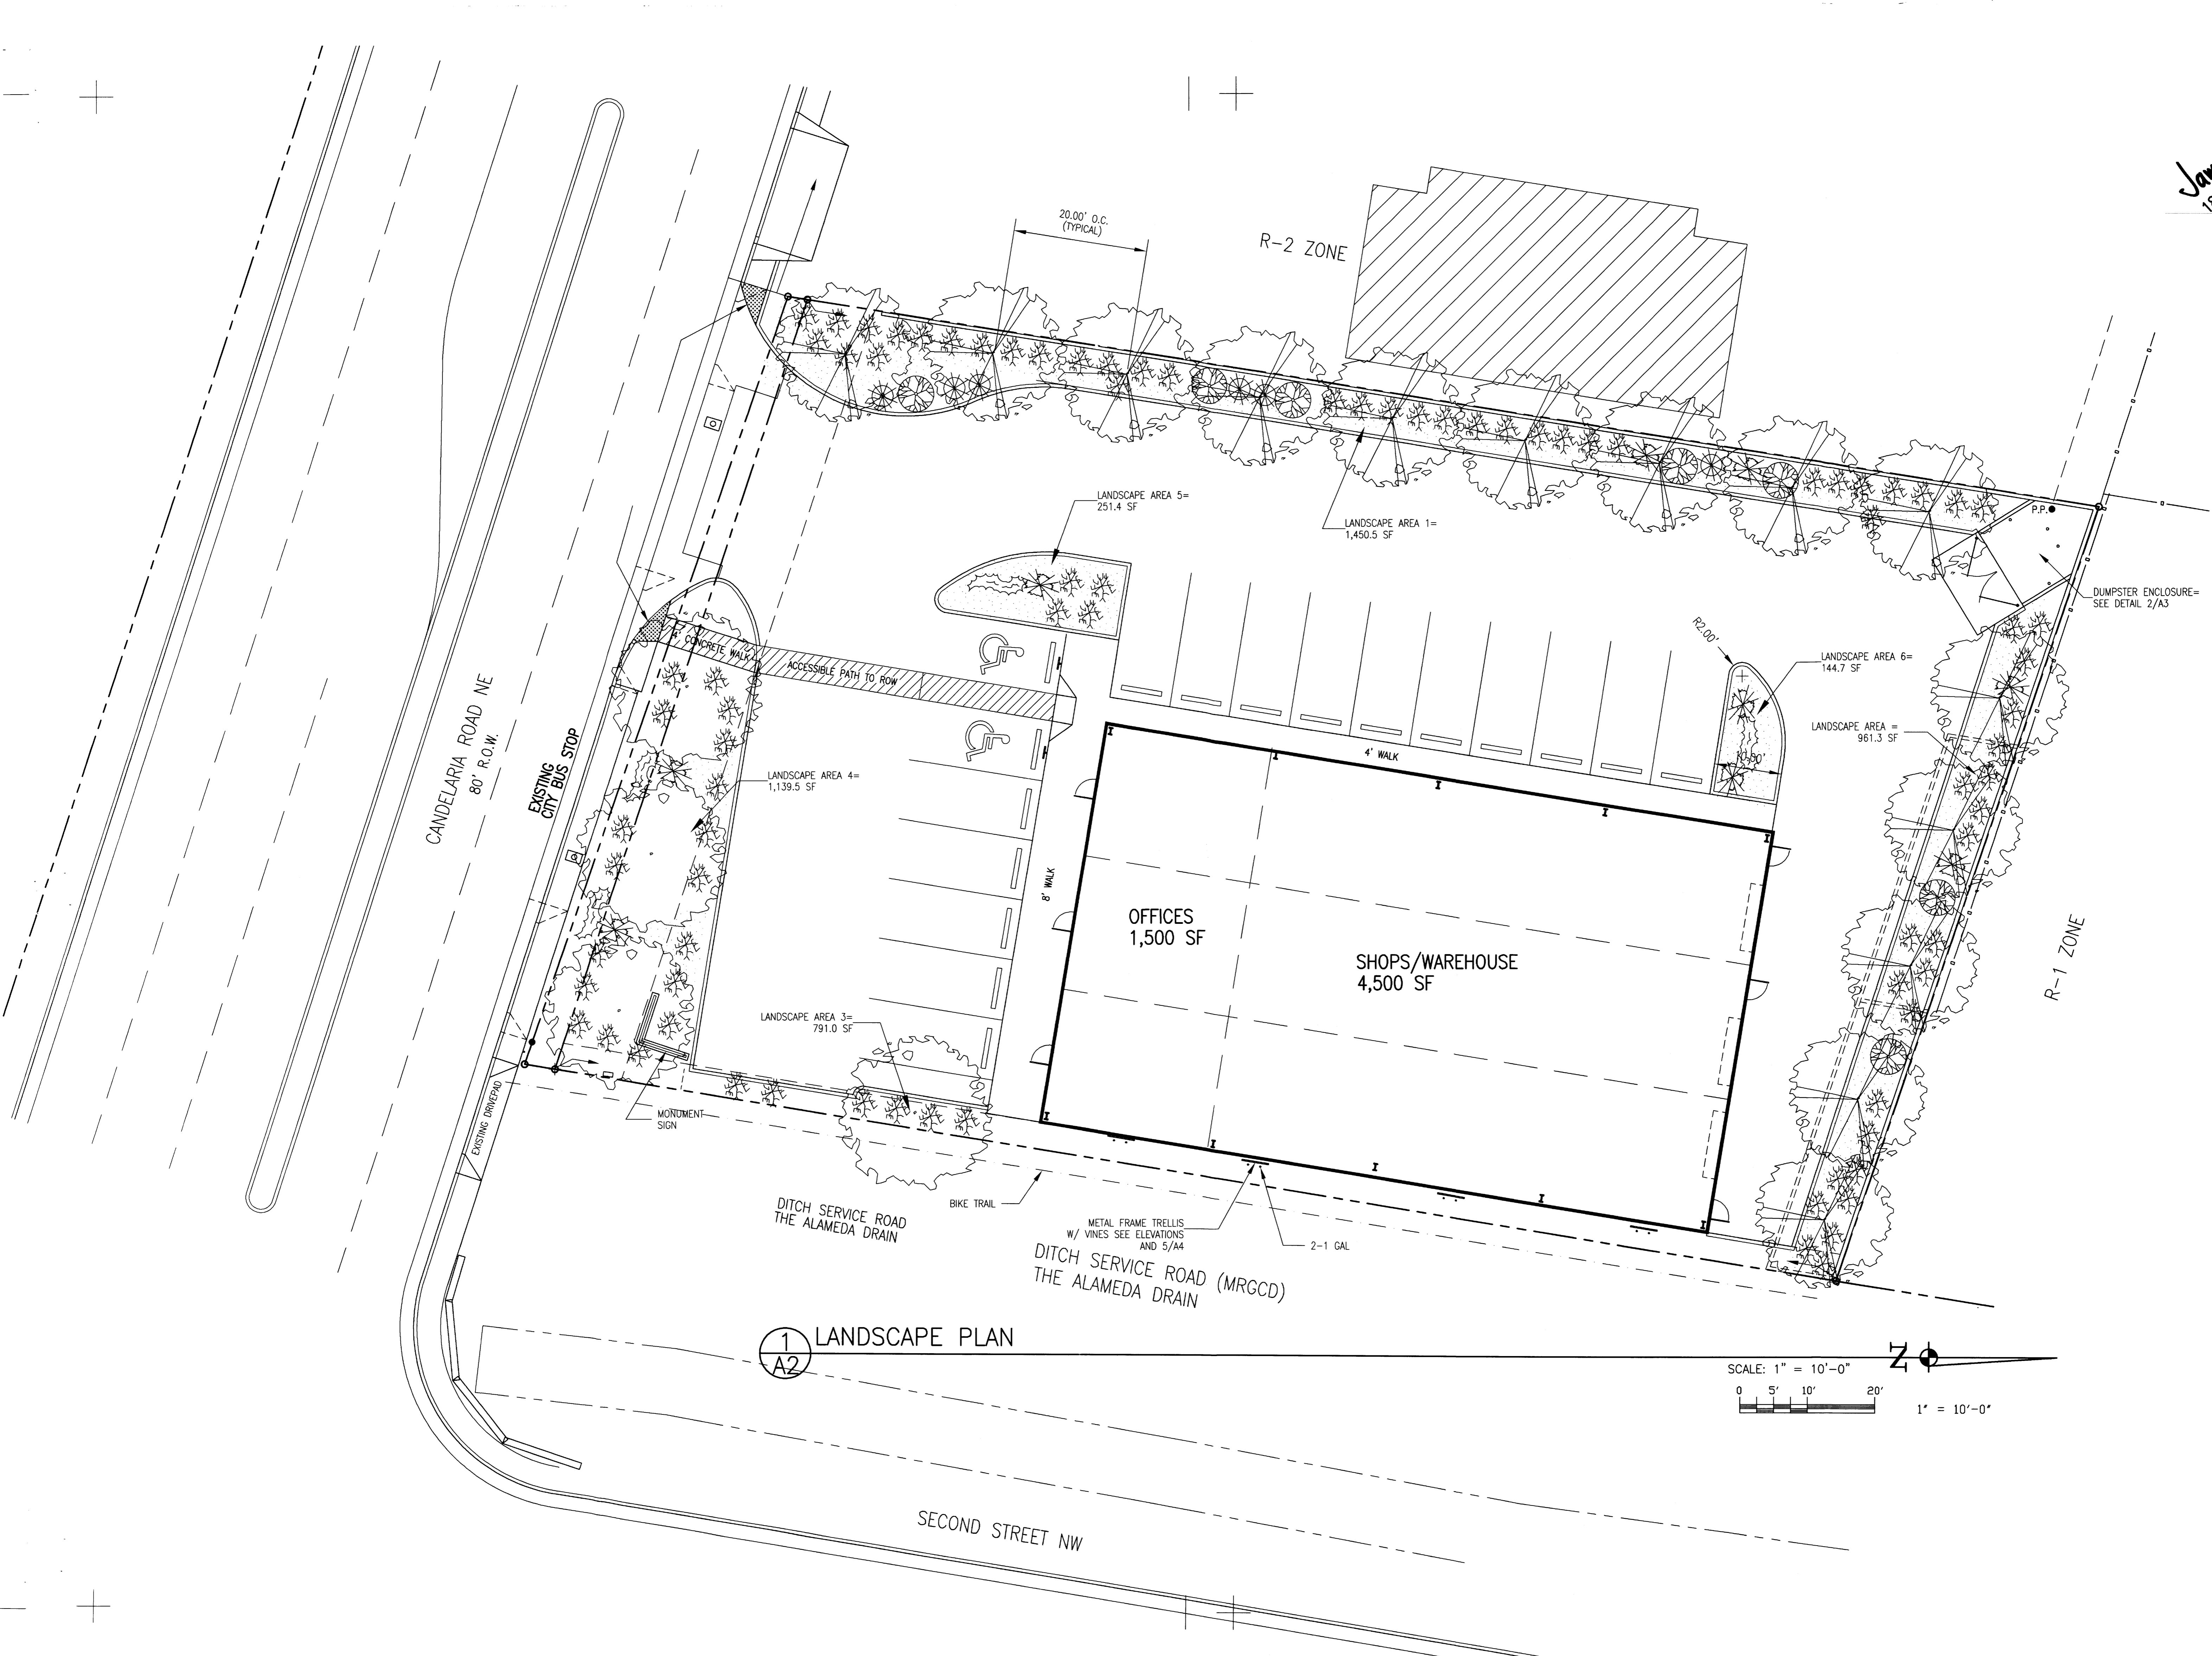 20.00' O.C.
(TYPICAL)
R-2 ZONE
LANDSCAPE AREA 5=
251.4 SF
LANDSCAPE AREA 1=
1,450.5 SF
P.P.
DUMPSTER ENCLOSURE=
SEE DETAIL 2/A3
R2.00'
LANDSCAPE AREA 6=
144.7 SF
LANDSCAPE AREA =
961.3 SF
4' CONCRETE WALK
ACCESSIBLE PATH TO ROW
CANDELARIA ROAD NE
80' R.O.W.
EXISTING
CITY BUS STOP
LANDSCAPE AREA 4=
1,139.5 SF
4' WALK
8' WALK
OFFICES
1,500 SF
SHOPS/WAREHOUSE
4,500 SF
R-1 ZONE
LANDSCAPE AREA 3=
791.0 SF
EXISTING DRIVEPAD
MONUMENT
SIGN
BIKE TRAIL
DITCH SERVICE ROAD
THE ALAMEDA DRAIN
METAL FRAME TRELLIS
W/ VINES SEE ELEVATIONS
AND 5/A4
2-1 GAL
DITCH SERVICE ROAD (MRGCD)
THE ALAMEDA DRAIN
1
A2
LANDSCAPE PLAN
N
SCALE: 1" = 10'-0"
0 5' 10' 20'
1" = 10'-0"
SECOND STREET NW